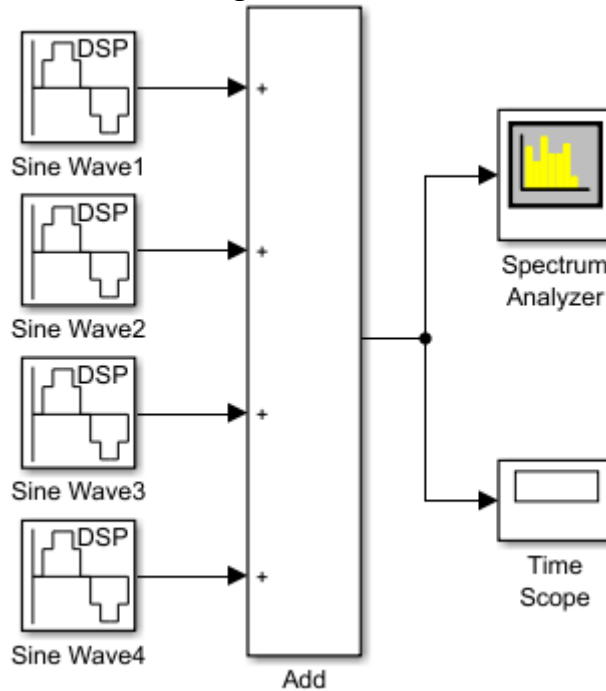 DSP
Sine Wave1
DSP
Sine Wave2
DSP
Sine Wave3
DSP
Sine Wave4
+
+
+
+
Add
Spectrum
Analyzer
Time
Scope